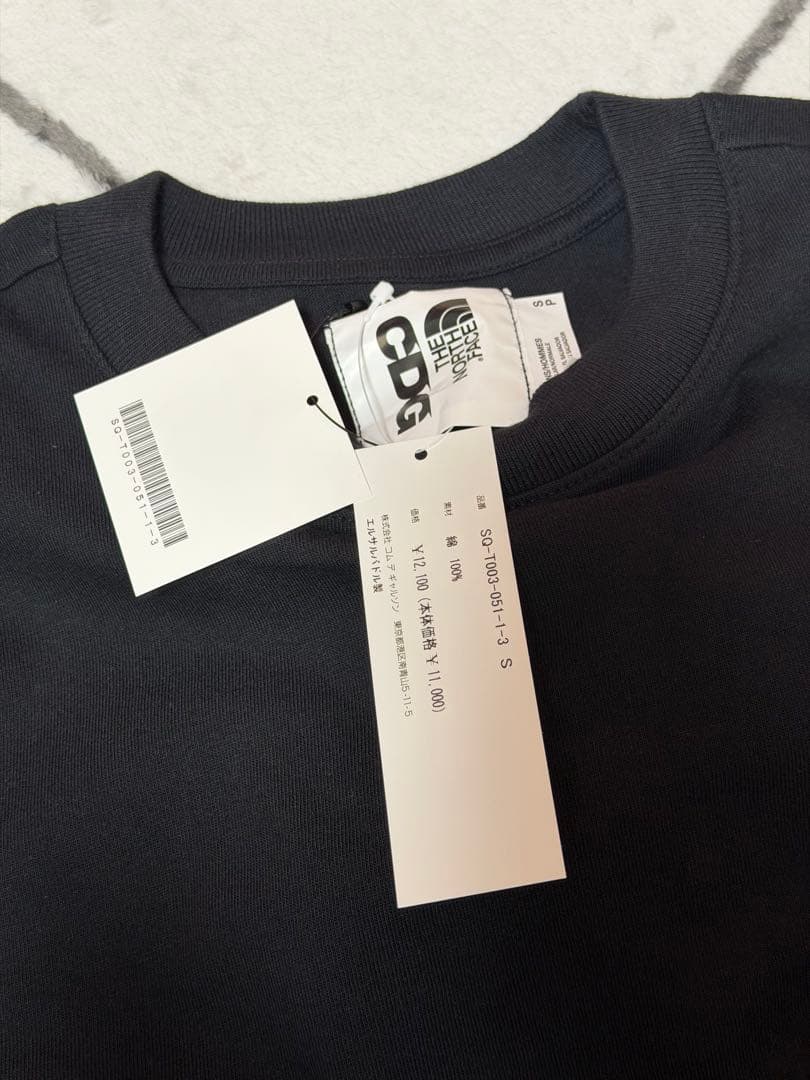 SQ-T003-051-1-3
THE
NORTH
FACE
CDG
S
P
品番 SQ-T003-051-1-3 S
素材 綿 100%
価格 ¥12,100 (本体価格 ¥11,000)
株式会社 コム デ ギャルソン 東京都港区南青山5-11-5
エルサルバドル製